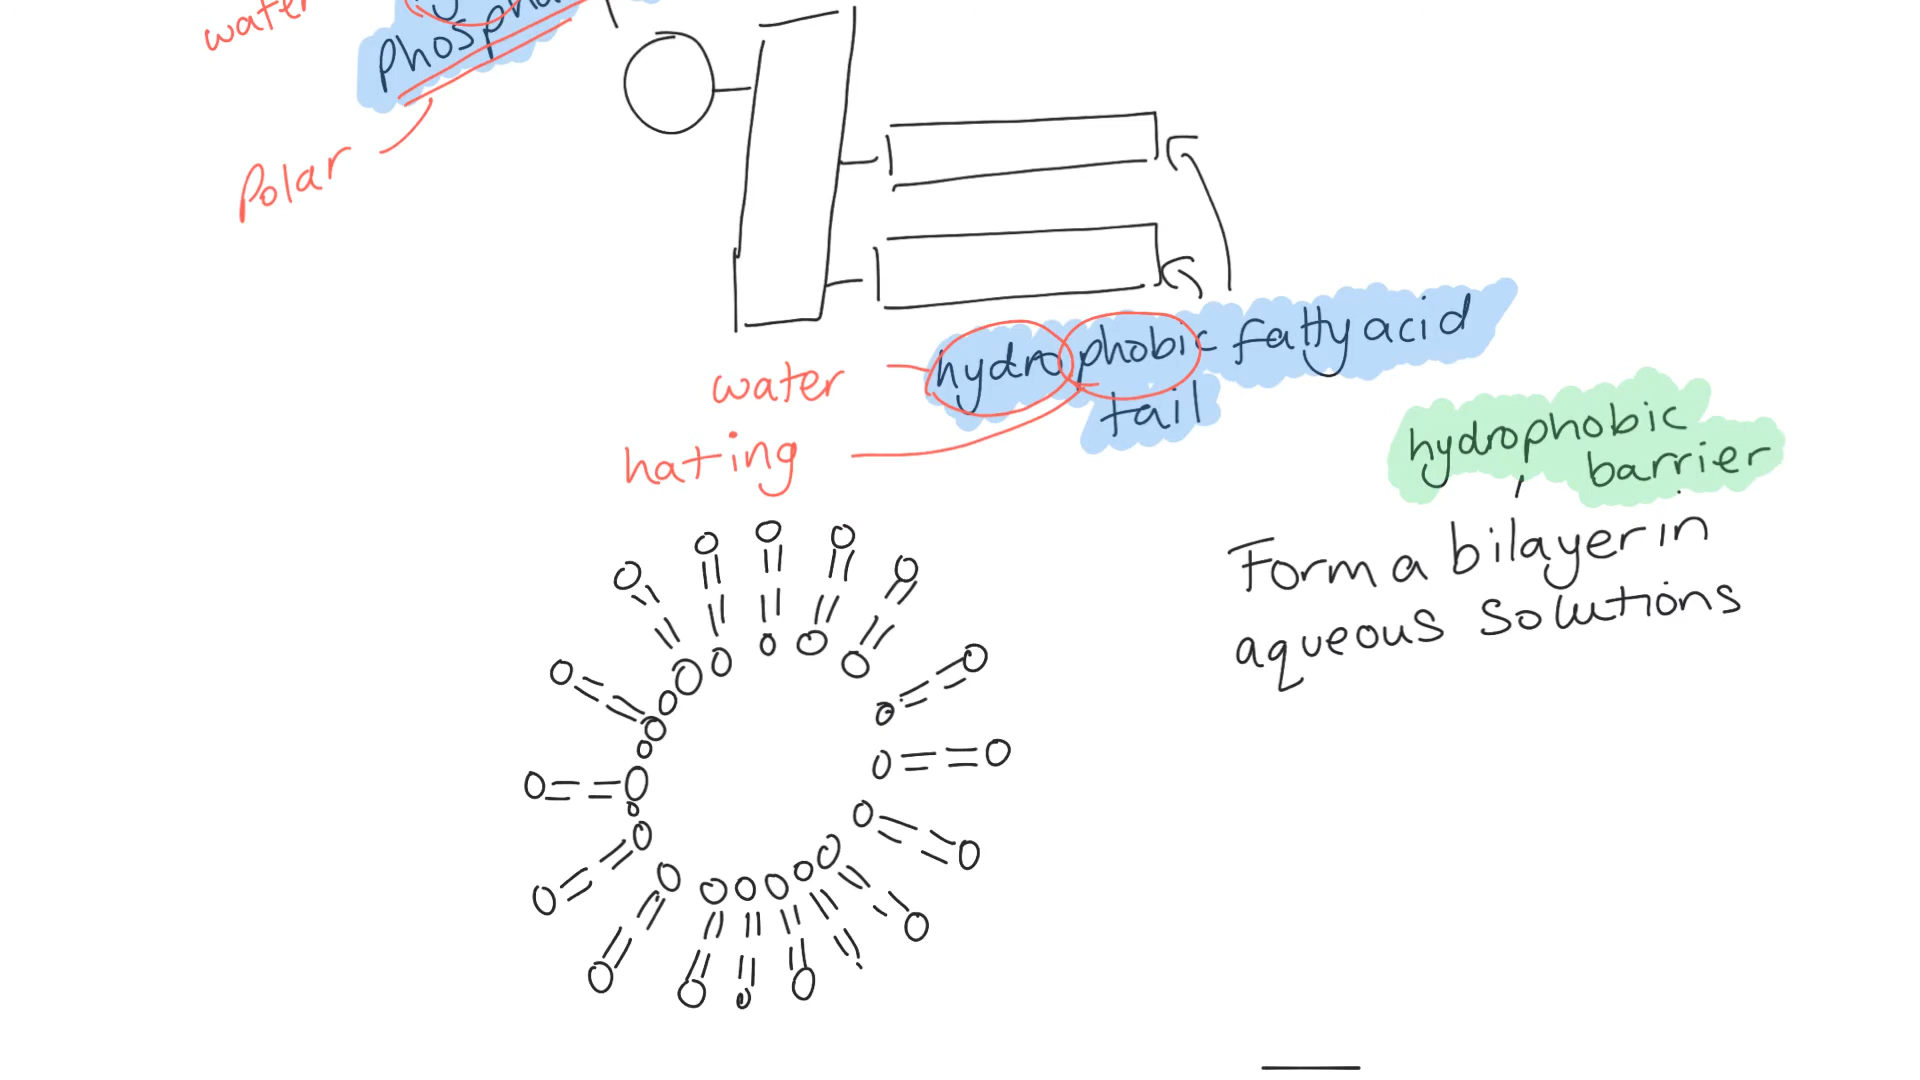 water
Polar
hydrophobic fatty acid
tail
water
hating
hydrophobic
barrier
Form a bilayer in
aqueous solutions